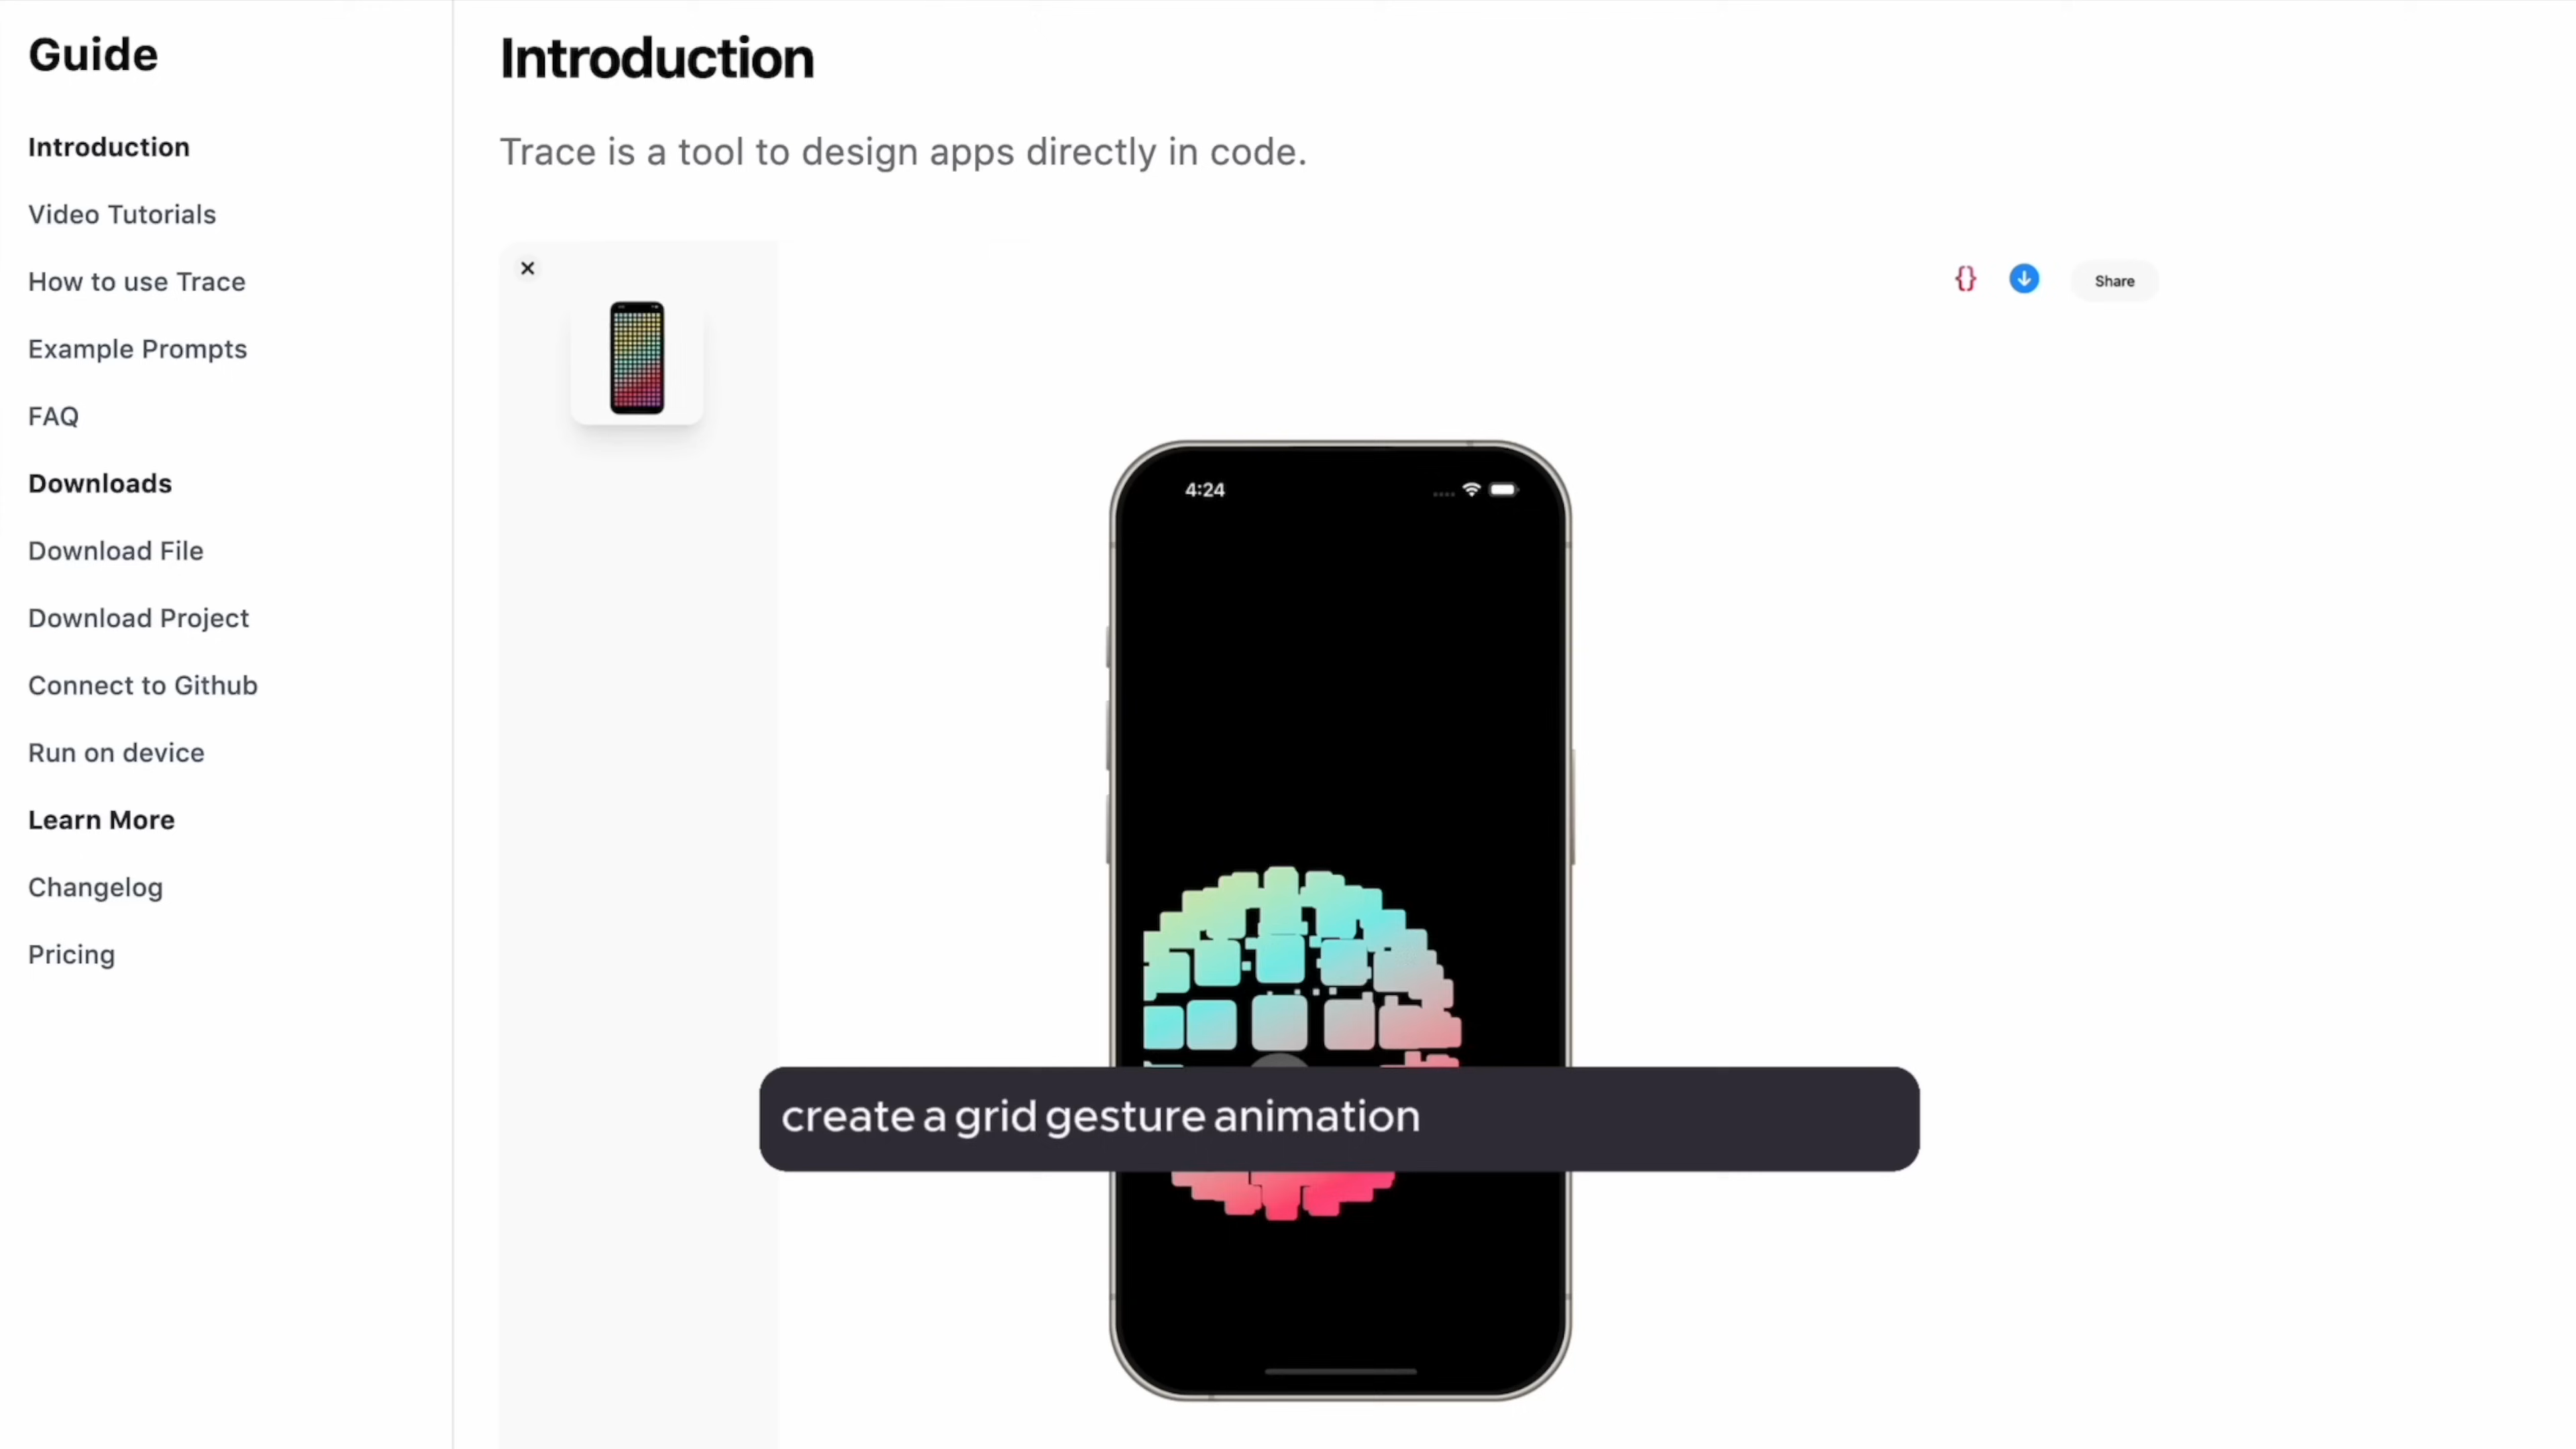 Guide
Introduction
Video Tutorials
How to use Trace
Example Prompts
FAQ
Downloads
Download File
Download Project
Connect to Github
Run on device
Learn More
Changelog
Pricing
Introduction
Trace is a tool to design apps directly in code.
{}
Share
4:24
create a grid gesture animation